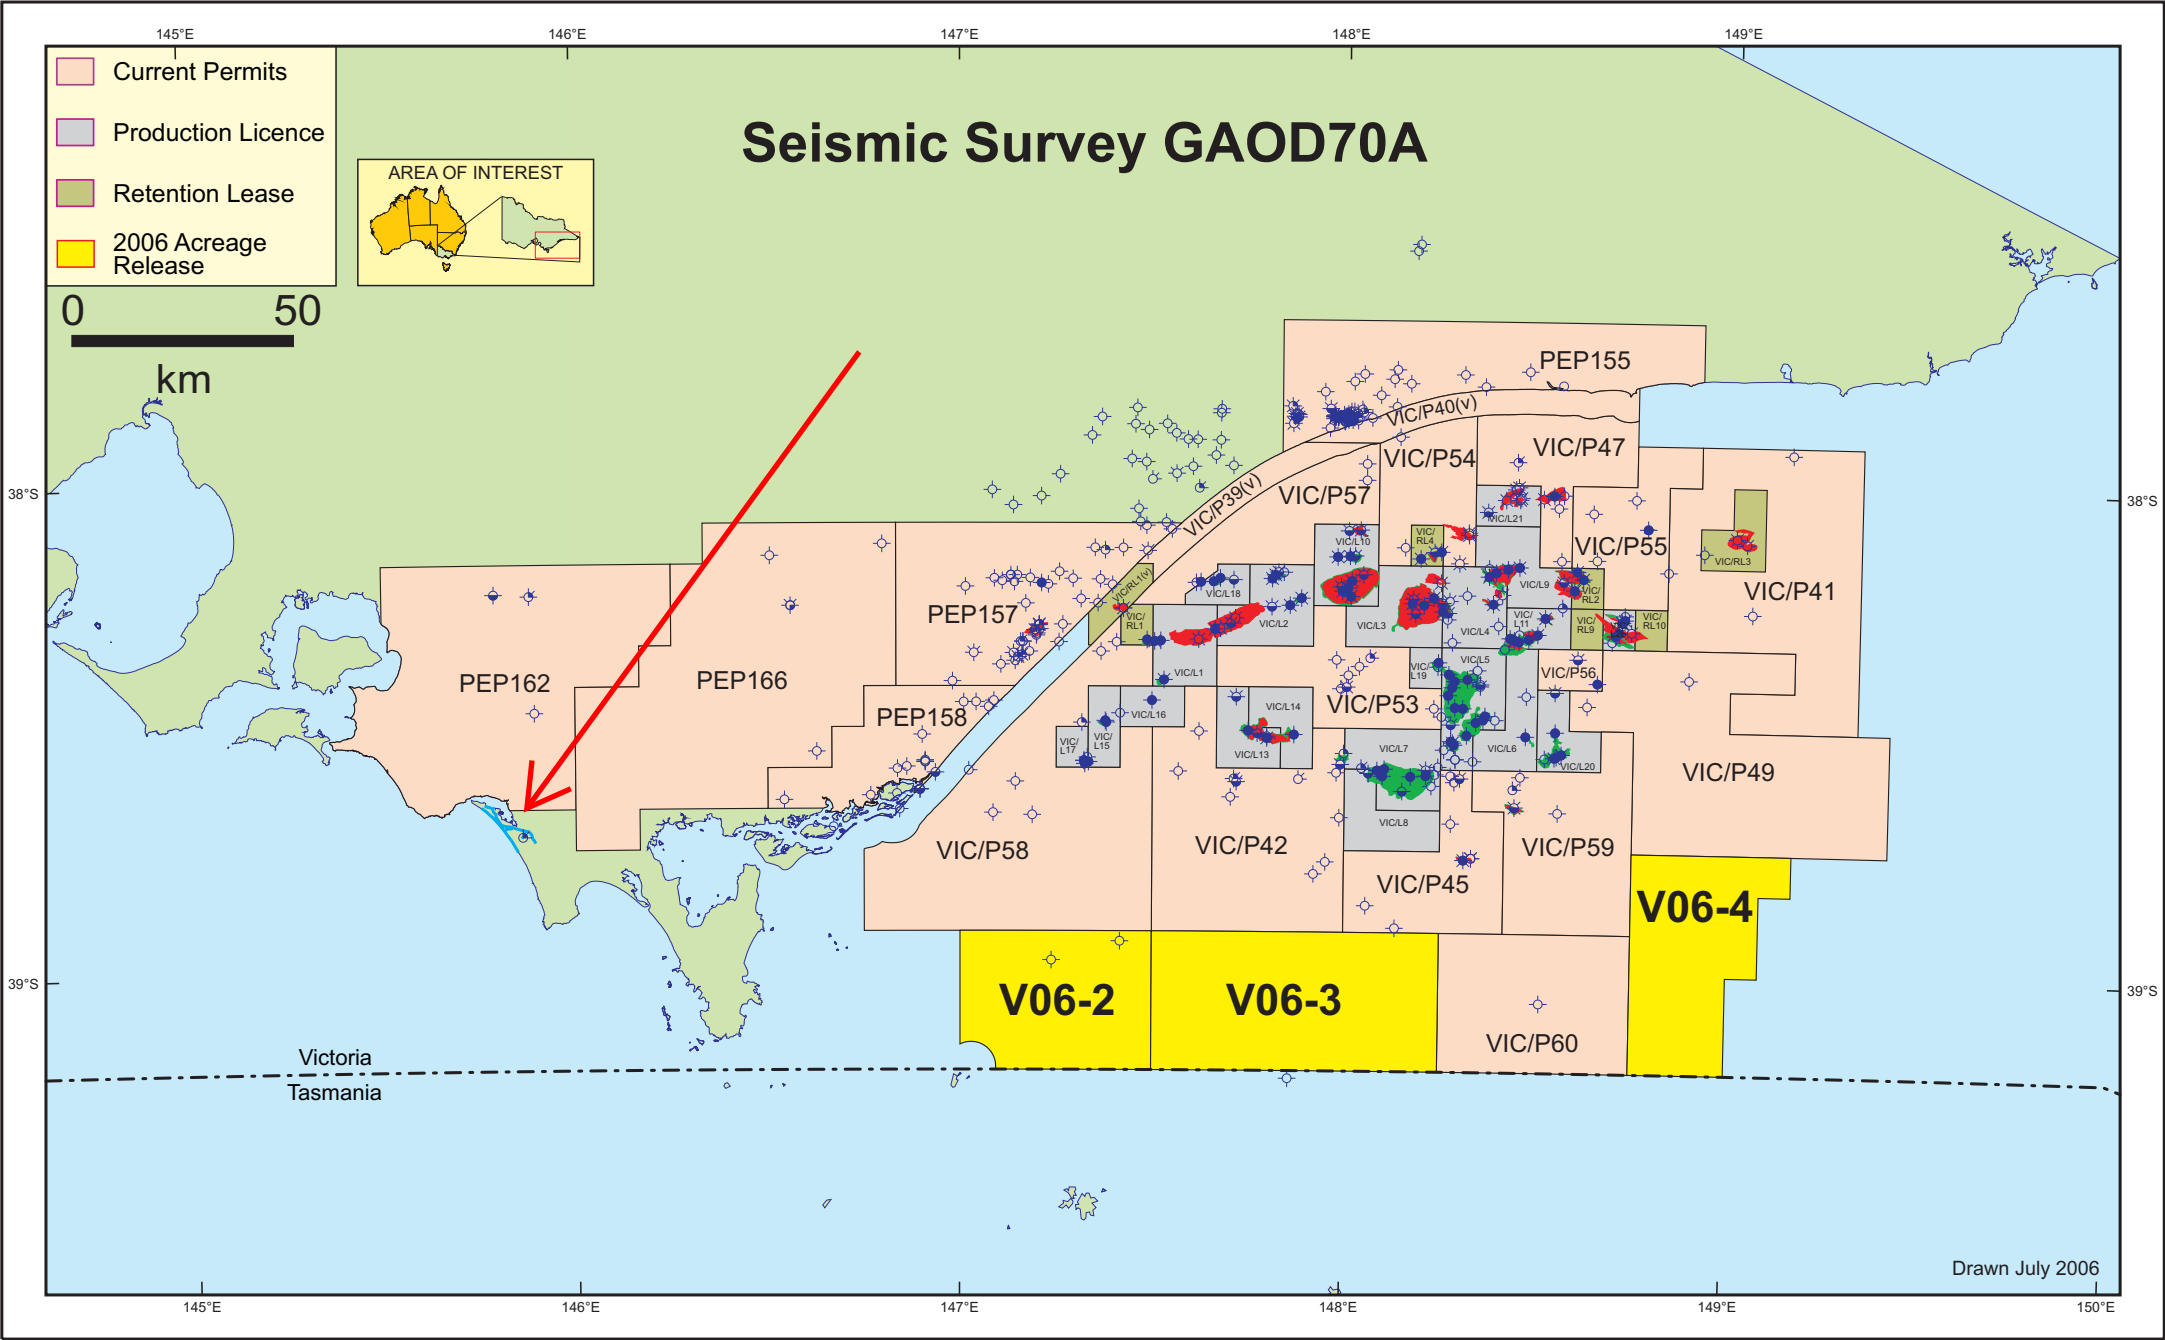 145°E
146°E
147°E
148°E
149°E
Current Permits
Production Licence
Retention Lease
2006 Acreage
Release
0 50
km
AREA OF INTEREST
Seismic Survey GAOD70A
PEP155
VIC/P40(v)
VIC/P39(v)
VIC/P54
VIC/P47
VIC/P57
38°S
38°S
VIC/L21
VIC/L10
VIC/
RL4
VIC/P55
VIC/RL3
VIC/P41
VIC/RL1(v)
VIC/L18
VIC/L9
VIC/
RL2
PEP157
VIC/
RL1
VIC/L2
VIC/L3
VIC/L4
VIC/
L11
VIC/
RL9
VIC/
RL10
PEP162
PEP166
VIC/L1
VIC/
L19
VIC/L5
VIC/P56
PEP158
VIC/L16
VIC/L14
VIC/P53
VIC/
L17
VIC/
L15
VIC/L13
VIC/L7
VIC/L6
VIC/L20
VIC/P49
VIC/L8
VIC/P58
VIC/P42
VIC/P59
VIC/P45
V06-4
39°S
39°S
V06-2
V06-3
VIC/P60
Victoria
Tasmania
Drawn July 2006
145°E
146°E
147°E
148°E
149°E
150°E